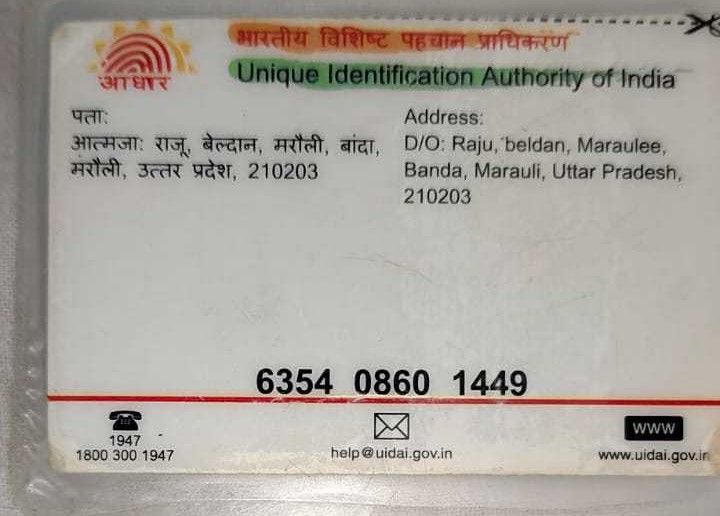 भारतीय विशिष्ट पहचान प्राधिकरण
आधार
Unique Identification Authority of India
पता:
आत्मजा: राजू, बेल्दान, मरौली, बांदा,
मरौली, उत्तर प्रदेश, 210203
Address:
D/O: Raju, beldan, Maraulee,
Banda, Marauli, Uttar Pradesh,
210203
6354 0860 1449
1947
1800 300 1947
help@uidai.gov.in
www
www.uidai.gov.in